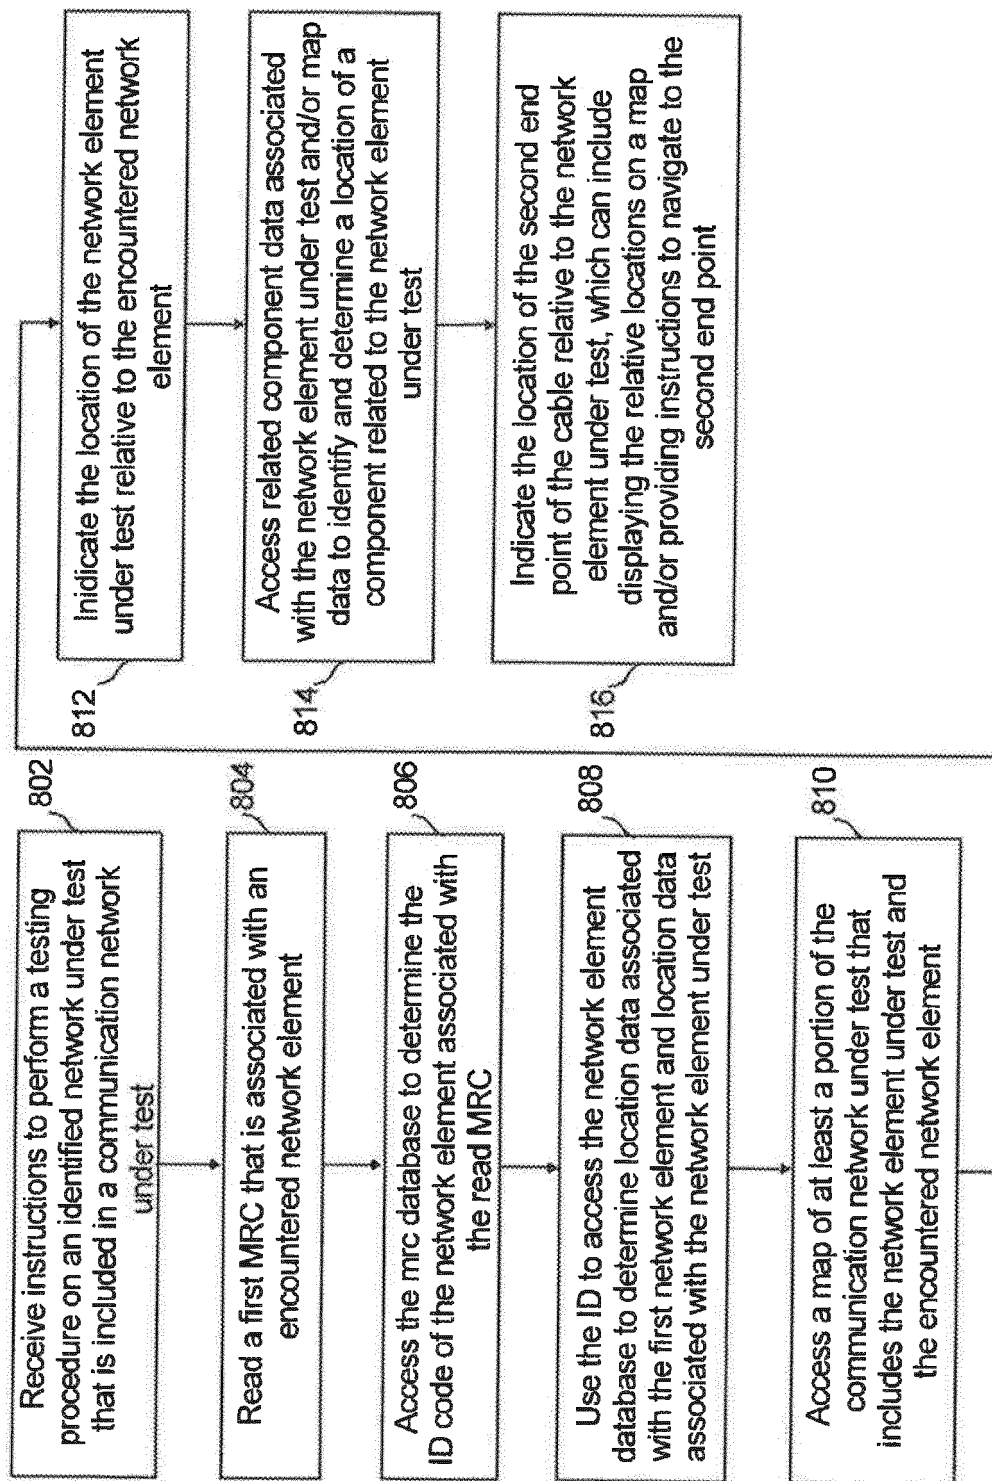 802
Receive instructions to perform a testing
procedure on an identified network under test
that is included in a communication network
under test
804
Read a first MRC that is associated with an
encountered network element
806
Access the mrc database to determine the
ID code of the network element associated with
the read MRC
808
Use the ID to access the network element
database to determine location data associated
with the first network element and location data
associated with the network element under test
810
Access a map of at least a portion of the
communication network under test that
includes the network element under test and
the encountered network element
812
Inidicate the location of the network element
under test relative to the encountered network
element
814
Access related component data associated
with the network element under test and/or map
data to identify and determine a location of a
component related to the network element
under test
816
Indicate the location of the second end
point of the cable relative to the network
element under test, which can include
displaying the relative locations on a map
and/or providing instructions to navigate to the
second end point